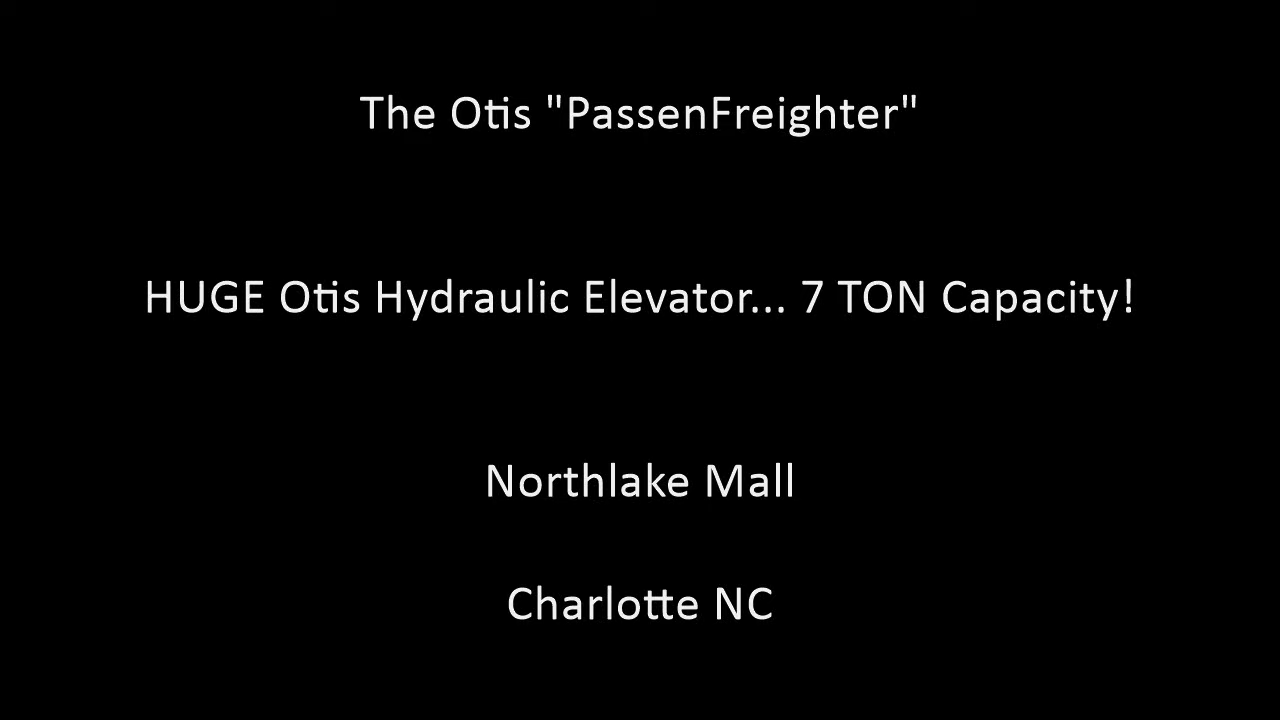 The Otis "PassenFreighter"
HUGE Otis Hydraulic Elevator... 7 TON Capacity!
Northlake Mall
Charlotte NC